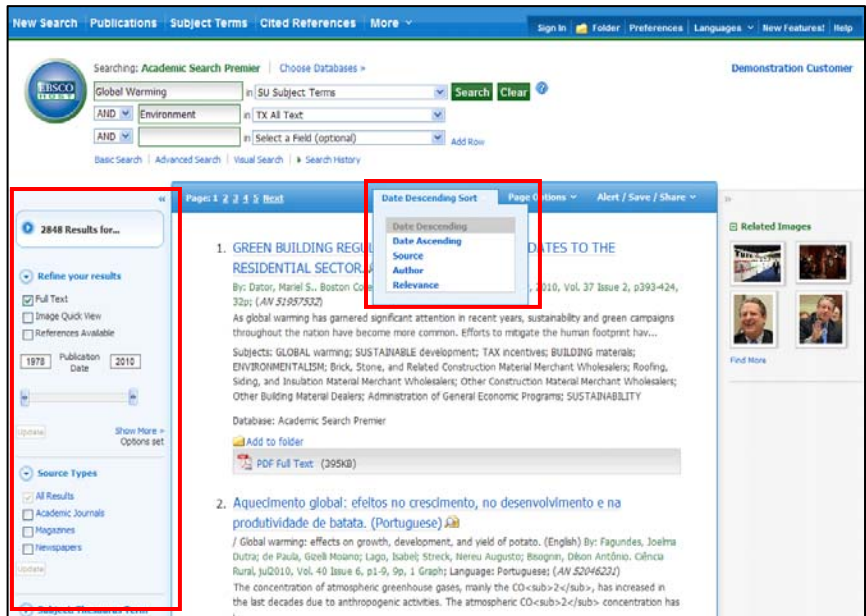 New Search Publications Subject Terms Cited References More
Sign In Folder Preferences Languages New Features! Help
Searching: Academic Search Premier Choose Databases »
Demonstration Customer
EBSCO
HOST
Global Warming in SU Subject Terms Search Clear
AND Environment in TX All Text
AND in Select a Field (optional) Add Row
Basic Search Advanced Search Visual Search Search History
«
2848 Results for...
Refine your results
Full Text
Image Quick View
References Available
1978 Publication Date 2010
Update
Show More »
Options set
Source Types
All Results
Academic Journals
Magazines
Newspapers
Update
Subject: Thesaurus Term
Page: 1 2 3 4 5 Next
Date Descending Sort
Page Options
Alert / Save / Share
Date Descending
Date Ascending
Source
Author
Relevance
1. GREEN BUILDING REGU DATES TO THE
RESIDENTIAL SECTOR.
By: Dator, Mariel S.. Boston Co 2010, Vol. 37 Issue 2, p393-424,
32p; (AN 51957532)
As global warming has garnered significant attention in recent years, sustainability and green campaigns
throughout the nation have become more common. Efforts to mitigate the human footprint hav...
Subjects: GLOBAL warming; SUSTAINABLE development; TAX incentives; BUILDING materials;
ENVIRONMENTALISM; Brick, Stone, and Related Construction Material Merchant Wholesalers; Roofing,
Siding, and Insulation Material Merchant Wholesalers; Other Construction Material Merchant Wholesalers;
Other Building Material Dealers; Administration of General Economic Programs; SUSTAINABILITY
Database: Academic Search Premier
Add to folder
PDF Full Text (395KB)
2. Aquecimento global: efeitos no crescimento, no desenvolvimento e na
produtividade de batata. (Portuguese)
/ Global warming: effects on growth, development, and yield of potato. (English) By: Fagundes, Joelma
Dutra; de Paula, Gizeli Moiano; Lago, Isabel; Streck, Nereu Augusto; Bisognin, Dilson Antônio. Ciência
Rural, jul2010, Vol. 40 Issue 6, p1-9, 9p, 1 Graph; Language: Portuguese; (AN 52046231)
The concentration of atmospheric greenhouse gases, mainly the CO<sub>2</sub>, has increased in
the last decades due to anthropogenic activities. The atmospheric CO<sub>2</sub> concentration has
»
Related Images
Find More